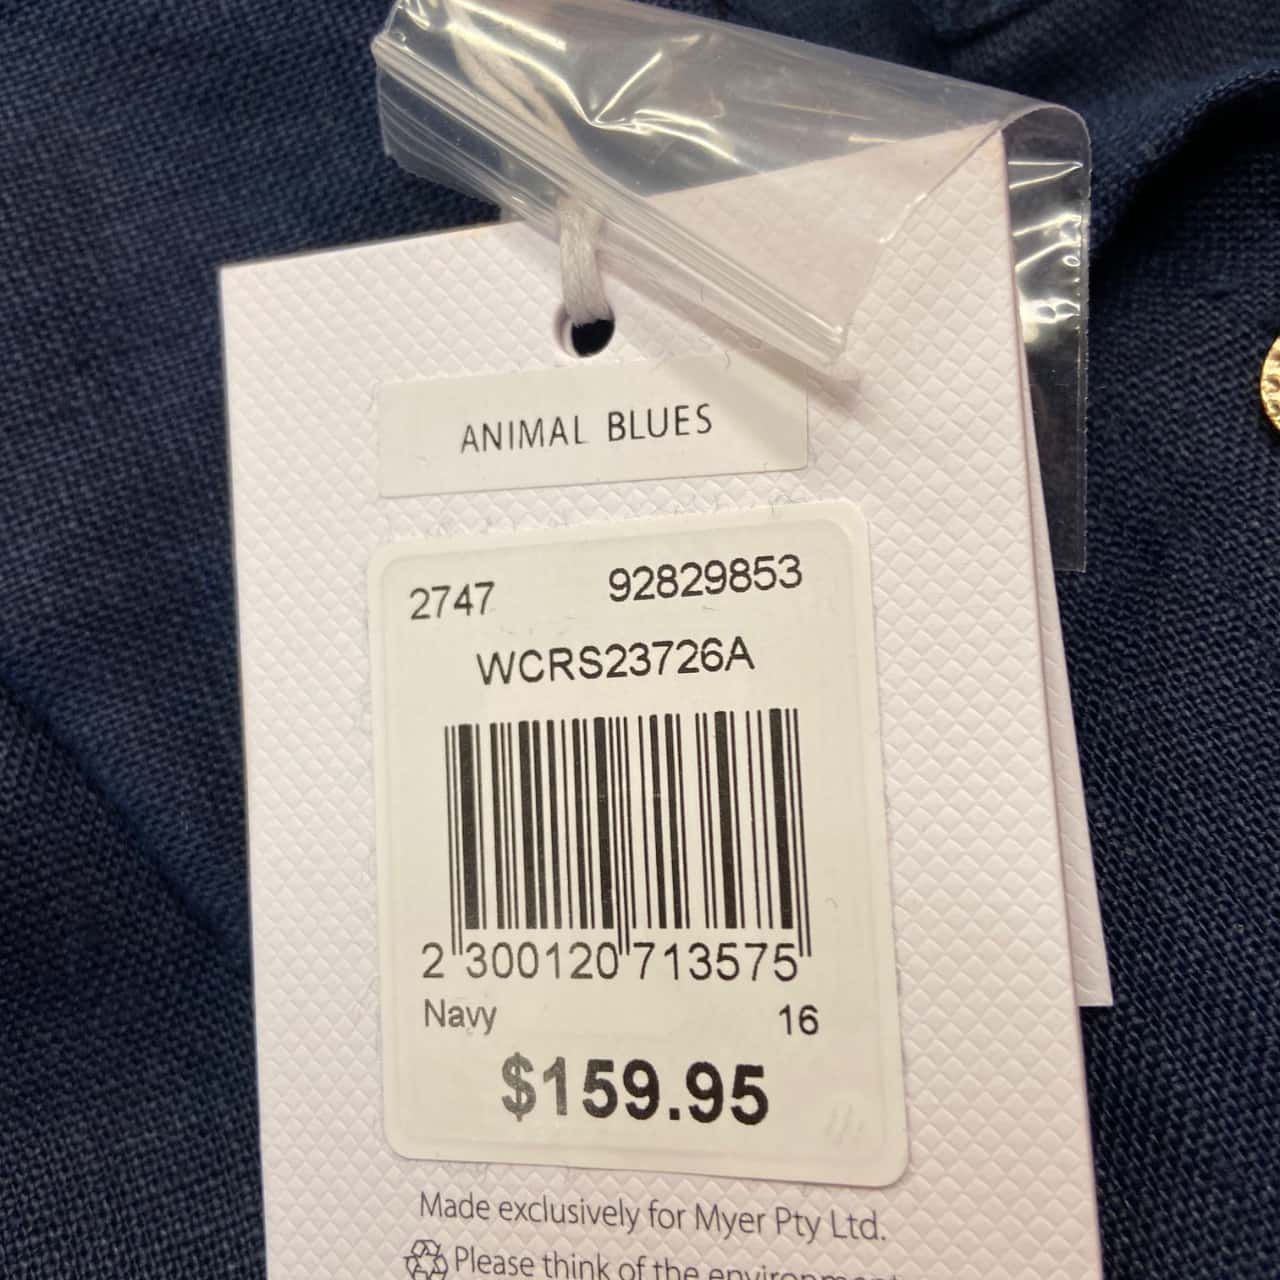 ANIMAL BLUES
2747 92829853
WCRS23726A
2 300120 713575
Navy 16
$159.95
Made exclusively for Myer Pty Ltd.
Please think of the environment